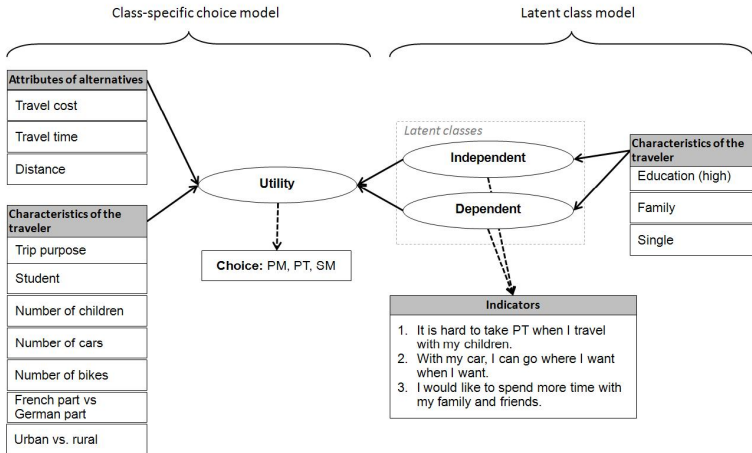 Class-specific choice model
Latent class model
Attributes of alternatives
Travel cost
Travel time
Distance
Characteristics of the
traveler
Trip purpose
Student
Number of children
Number of cars
Number of bikes
French part vs
German part
Urban vs. rural
Utility
Choice: PM, PT, SM
Latent classes
Independent
Dependent
Characteristics of the
traveler
Education (high)
Family
Single
Indicators
1. It is hard to take PT when I travel
with my children.
2. With my car, I can go where I want
when I want.
3. I would like to spend more time with
my family and friends.